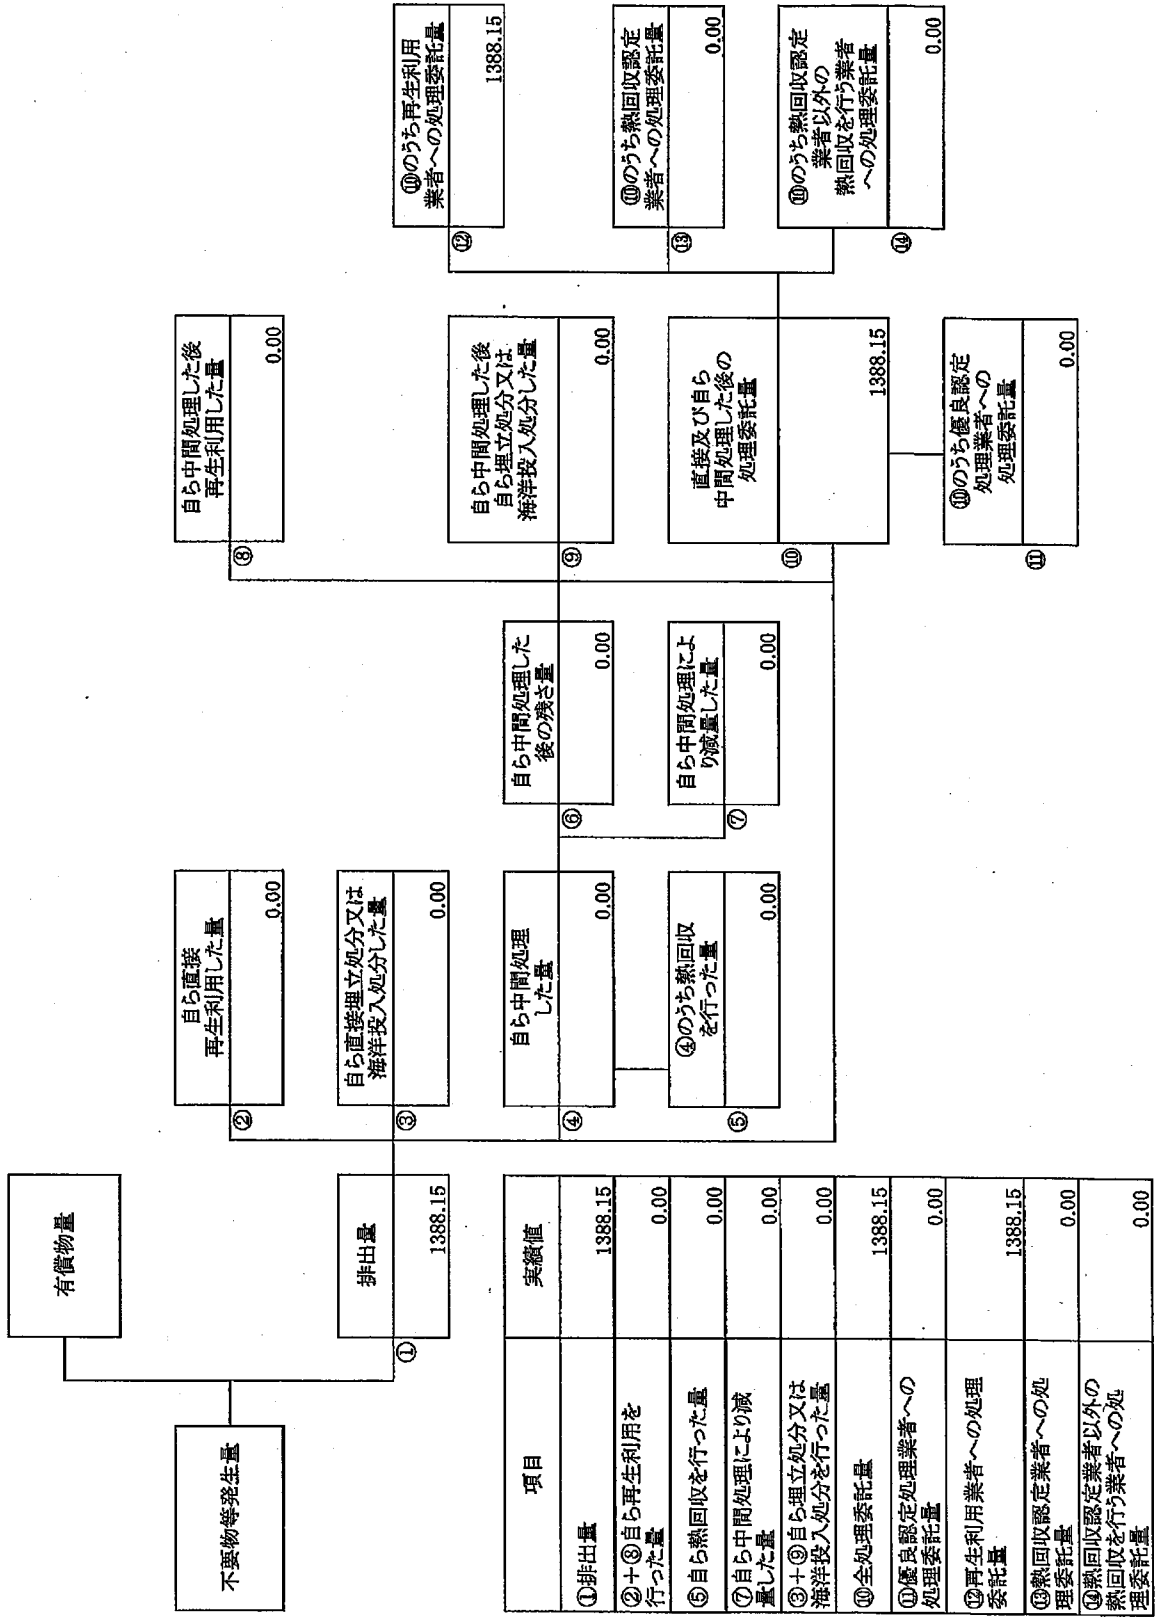 不要物等発生量
有償物量
①
排出量
1388.15
②
自ら直接
再生利用した量
0.00
③
自ら直接埋立処分又は
海洋投入処分した量
0.00
④
自ら中間処理
した量
0.00
⑤
④のうち熱回収
を行った量
0.00
⑥
自ら中間処理した
後の残さ量
0.00
⑦
自ら中間処理によ
り減量した量
0.00
⑧
自ら中間処理した後
再生利用した量
0.00
⑨
自ら中間処理した後
自ら埋立処分又は
海洋投入処分した量
0.00
⑩
直接及び自ら
中間処理した後の
処理委託量
1388.15
⑪
⑩のうち優良認定
処理業者への
処理委託量
0.00
⑫
⑩のうち再生利用
業者への処理委託量
1388.15
⑬
⑩のうち熱回収認定
業者への処理委託量
0.00
⑭
⑩のうち熱回収認定
業者以外の
熱回収を行う業者
への処理委託量
0.00
項目 実績値
①排出量 1388.15
②+⑧自ら再生利用を
行った量 0.00
⑤自ら熱回収を行った量 0.00
⑦自ら中間処理により減
量した量 0.00
③+⑨自ら埋立処分又は
海洋投入処分を行った量 0.00
⑩全処理委託量 1388.15
⑪優良認定処理業者への
処理委託量 0.00
⑫再生利用業者への処理
委託量 1388.15
⑬熱回収認定業者への処
理委託量 0.00
⑭熱回収認定業者以外の
熱回収を行う業者への処
理委託量 0.00